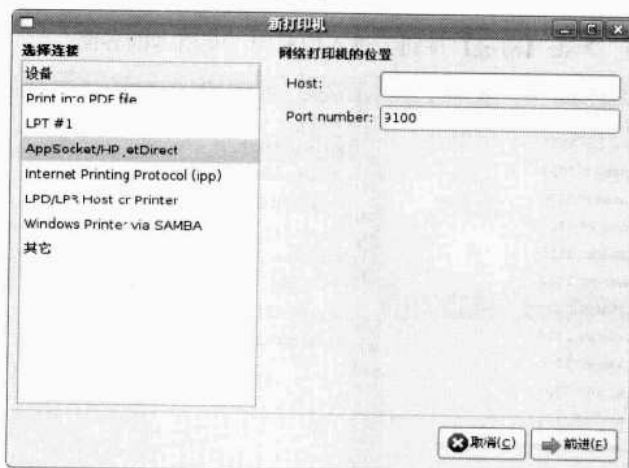 新打印机
选择连接
设备
Print into PDF file
LPT #1
AppSocket/HP JetDirect
Internet Printing Protocol (ipp)
LPD/LPR Host or Printer
Windows Printer via SAMBA
其它
网络打印机的位置
Host:
Port number: 9100
取消(C)
前进(F)